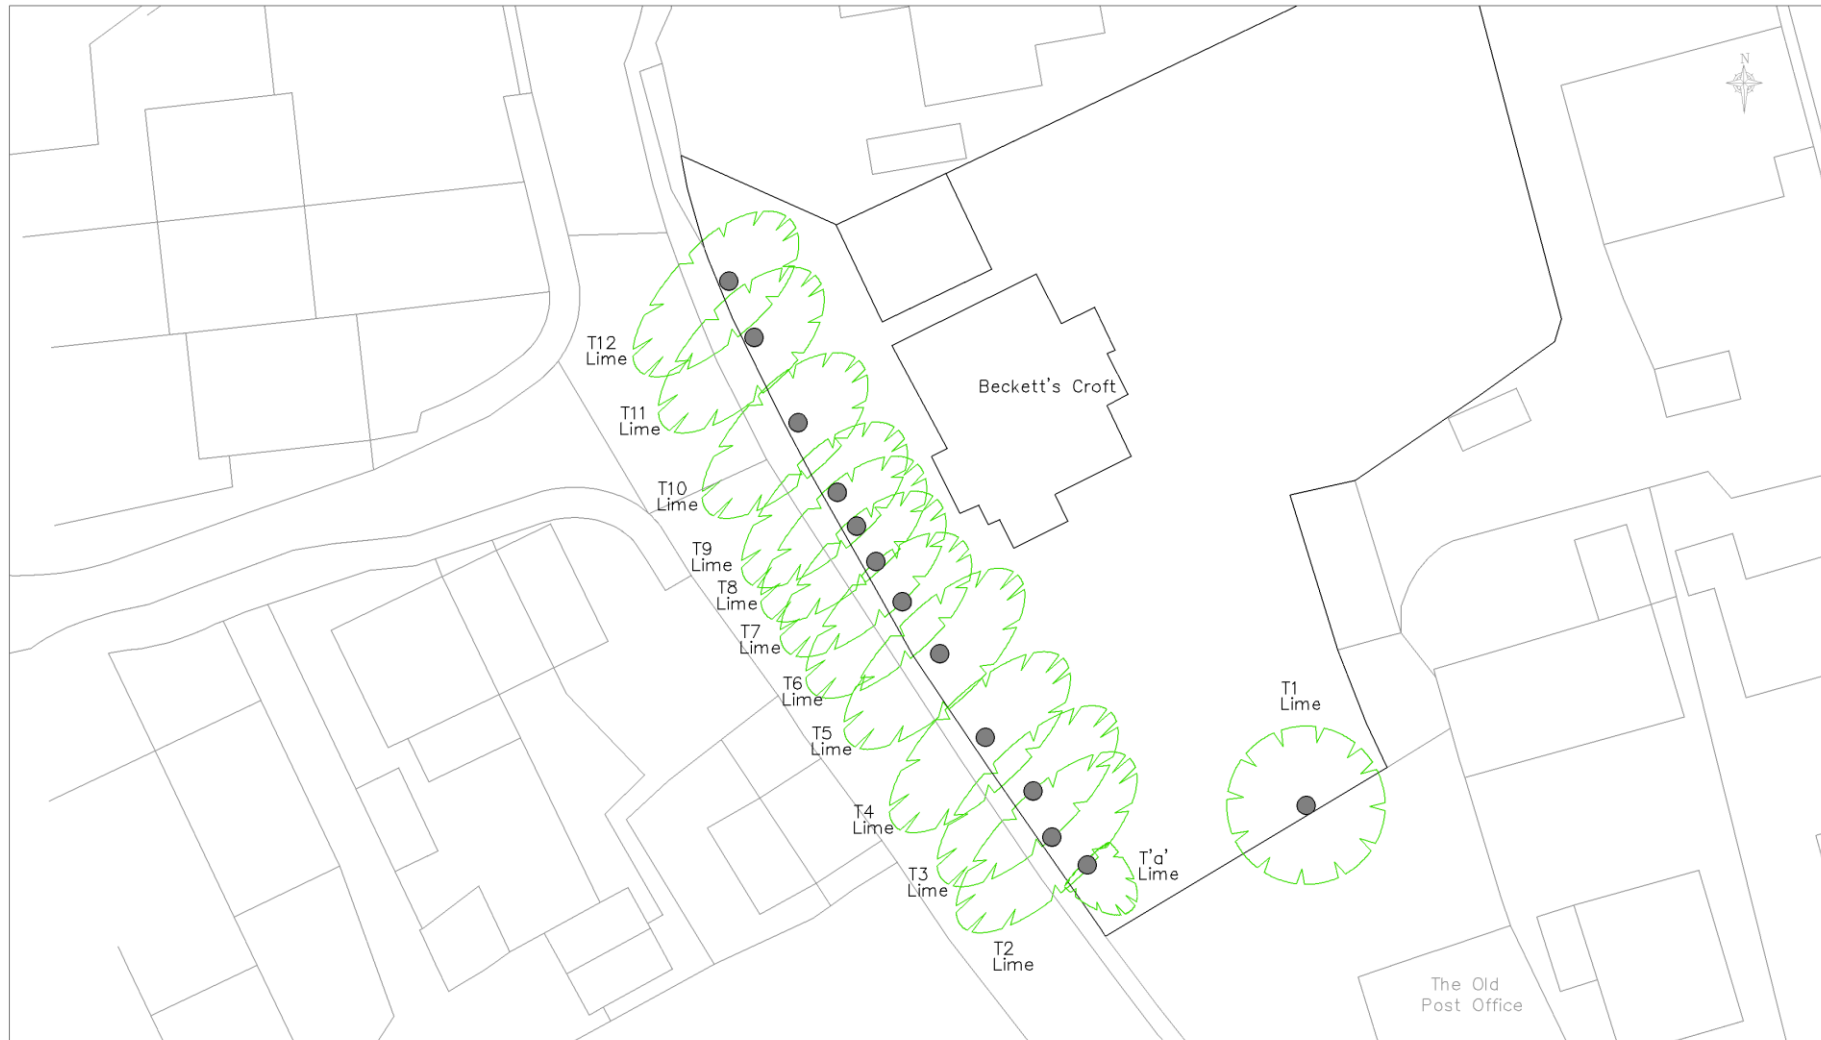 N
T12
Lime
Beckett's Croft
T11
Lime
T10
Lime
T9
Lime
T8
Lime
T7
Lime
T6
Lime
T1
Lime
T5
Lime
T4
Lime
T'a'
Lime
T3
Lime
T2
Lime
The Old
Post Office